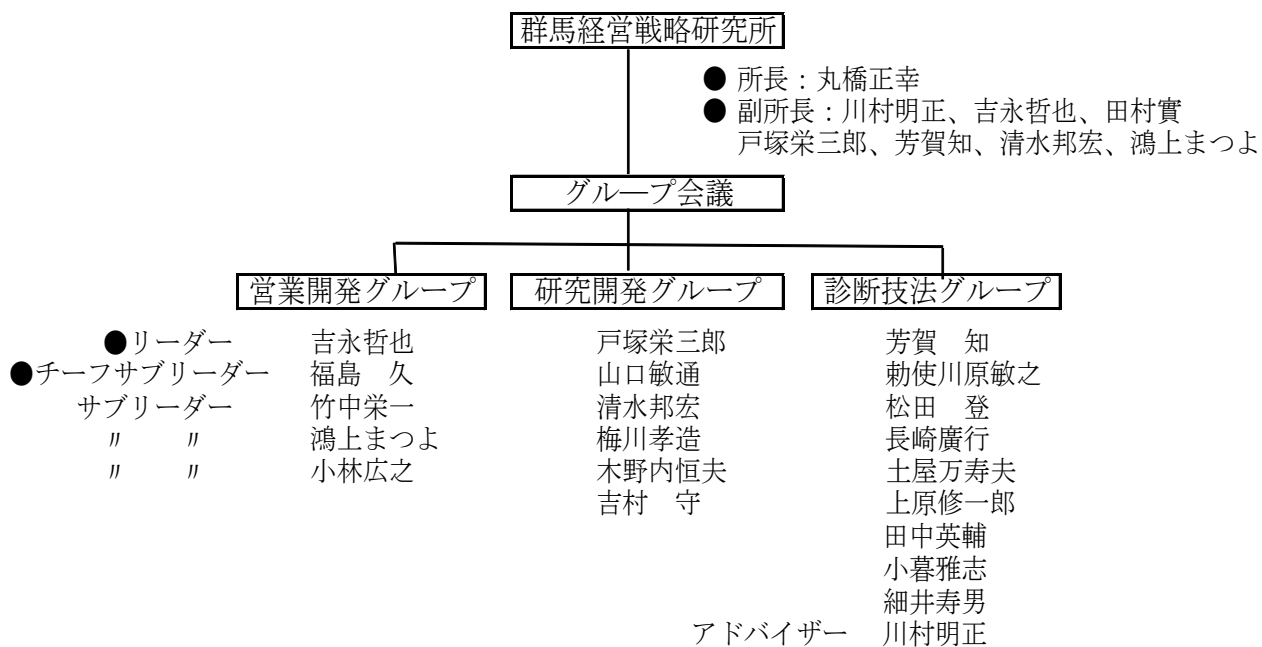 群馬経営戦略研究所
● 所長：丸橋正幸
● 副所長：川村明正、吉永哲也、田村實
戸塚栄三郎、芳賀知、清水邦宏、鴻上まつよ
グループ会議
営業開発グループ 研究開発グループ 診断技法グループ
●リーダー 吉永哲也 戸塚栄三郎 芳賀　知
●チーフサブリーダー 福島　久 山口敏通 勅使川原敏之
サブリーダー 竹中栄一 清水邦宏 松田　登
〃 〃 鴻上まつよ 梅川孝造 長崎廣行
〃 〃 小林広之 木野内恒夫 土屋万寿夫
吉村　守 上原修一郎
田中英輔
小暮雅志
細井寿男
アドバイザー 川村明正